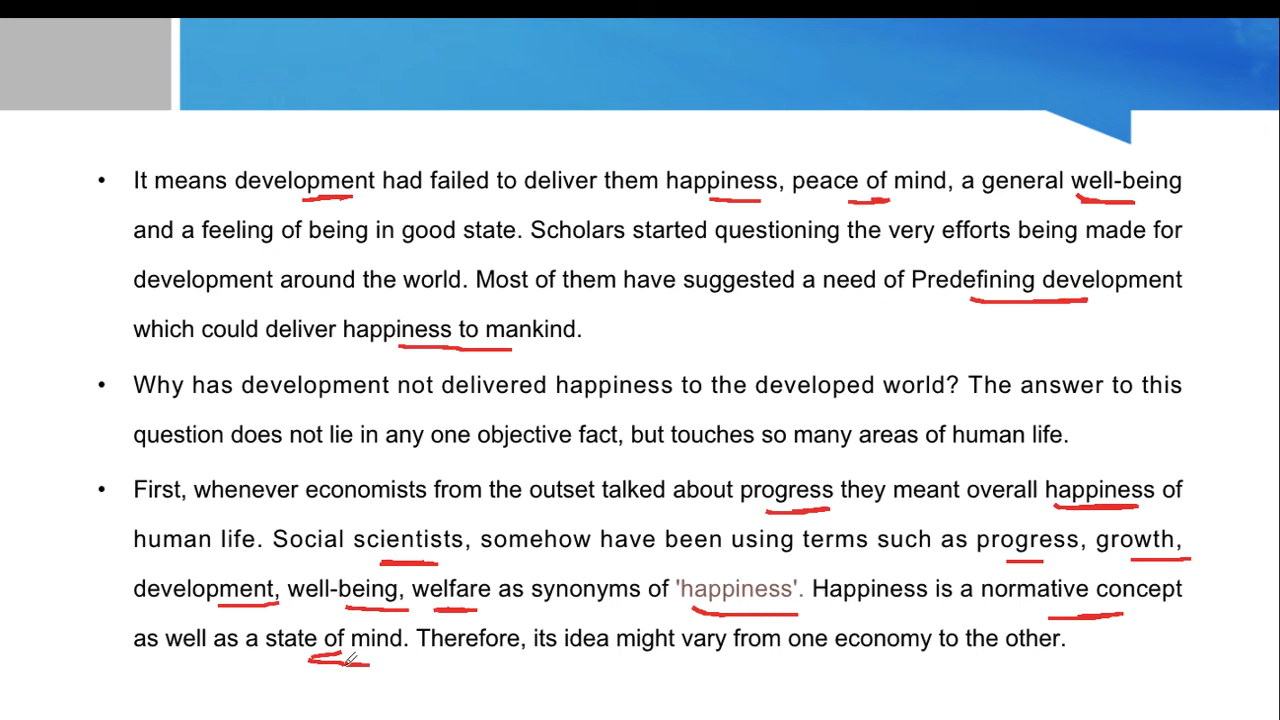 • It means development had failed to deliver them happiness, peace of mind, a general well-being
and a feeling of being in good state. Scholars started questioning the very efforts being made for
development around the world. Most of them have suggested a need of Predefining development
which could deliver happiness to mankind.
• Why has development not delivered happiness to the developed world? The answer to this
question does not lie in any one objective fact, but touches so many areas of human life.
• First, whenever economists from the outset talked about progress they meant overall happiness of
human life. Social scientists, somehow have been using terms such as progress, growth,
development, well-being, welfare as synonyms of 'happiness'. Happiness is a normative concept
as well as a state of mind. Therefore, its idea might vary from one economy to the other.